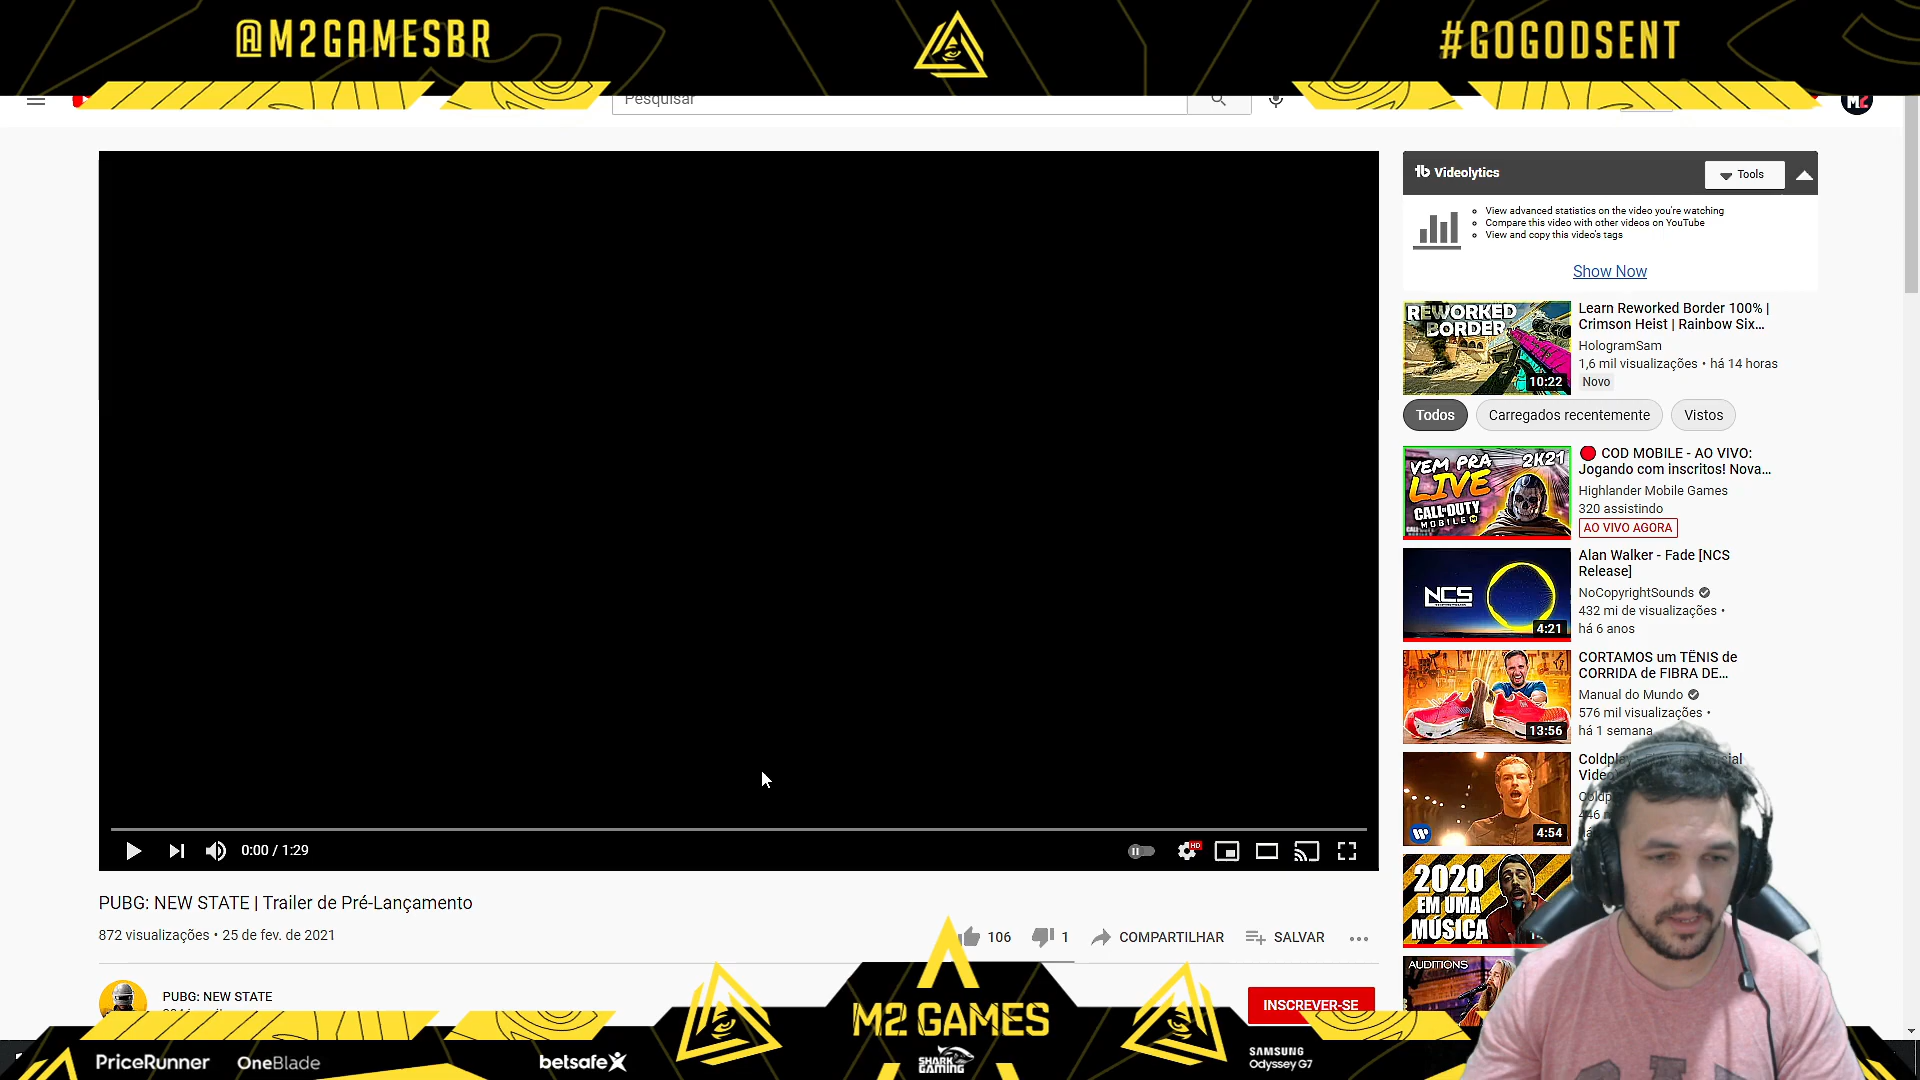 @M2GAMESBR
#GOGODSENT
Pesquisar
M2
Videolytics
Tools
View advanced statistics on the video you're watching
Compare this video with other videos on YouTube
View and copy this video's tags
Show Now
REWORKED
BORDER
10:22
Learn Reworked Border 100% |
Crimson Heist | Rainbow Six...
HologramSam
1,6 mil visualizações • há 14 horas
Novo
Todos
Carregados recentemente
Vistos
VEM PRA
2K21
LIVE
CALL OF DUTY
MOBILE
COD MOBILE - AO VIVO:
Jogando com inscritos! Nova...
Highlander Mobile Games
320 assistindo
AO VIVO AGORA
NCS
4:21
Alan Walker - Fade [NCS
Release]
NoCopyrightSounds
432 mi de visualizações •
há 6 anos
13:56
CORTAMOS um TÊNIS de
CORRIDA de FIBRA DE...
Manual do Mundo
576 mil visualizações •
há 1 semana
4:54
2020
EM UMA
MÚSICA
AUDITIONS
0:00 / 1:29
HD
PUBG: NEW STATE | Trailer de Pré-Lançamento
872 visualizações • 25 de fev. de 2021
106
1
COMPARTILHAR
SALVAR
PUBG: NEW STATE
INSCREVER-SE
M2 GAMES
PriceRunner
OneBlade
betsafe
SHARK
GAMING
SAMSUNG
Odyssey G7